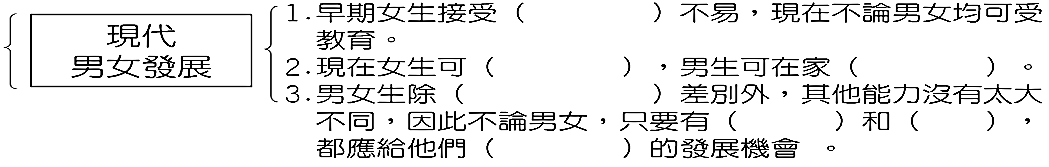 現代
男女發展
1.早期女生接受（　　　　）不易，現在不論男女均可受
教育。
2.現在女生可（　　　　），男生可在家（　　　　）。
3.男女生除（　　　　　　）差別外，其他能力沒有太大
不同，因此不論男女，只要有（　　　）和（　　），
都應給他們（　　　　）的發展機會 。